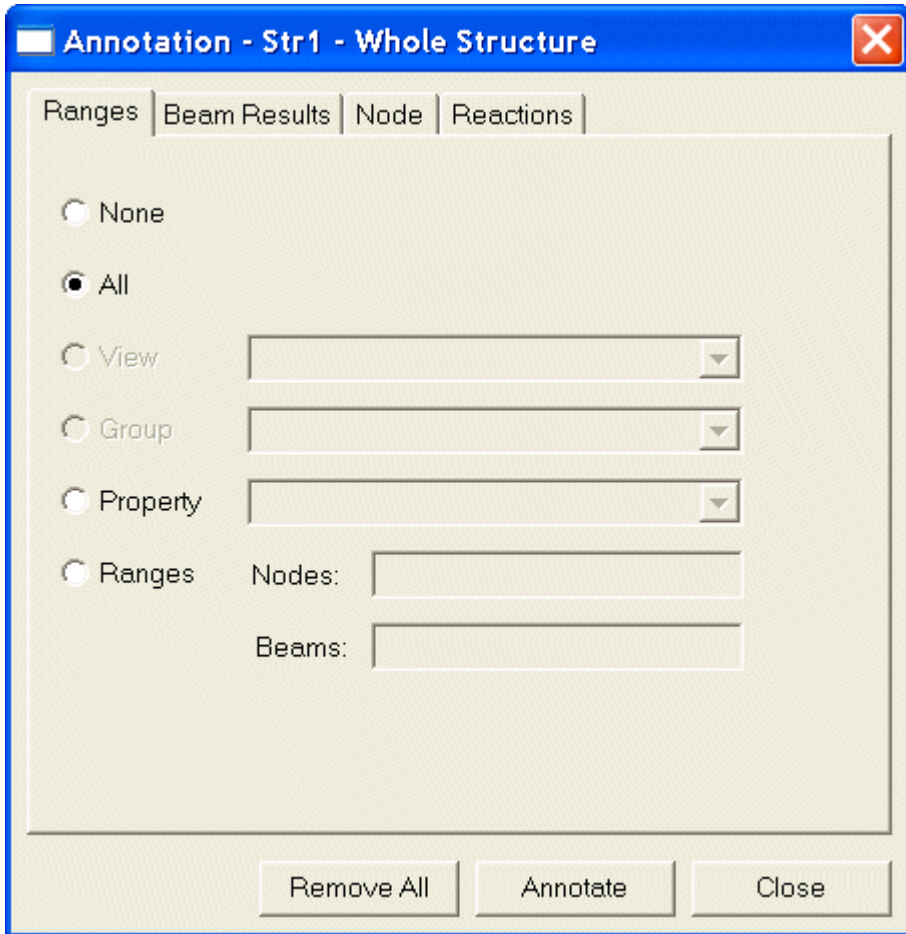 Annotation - Str1 - Whole Structure
Ranges Beam Results Node Reactions
None
All
View
Group
Property
Ranges Nodes:
Beams:
Remove All Annotate Close